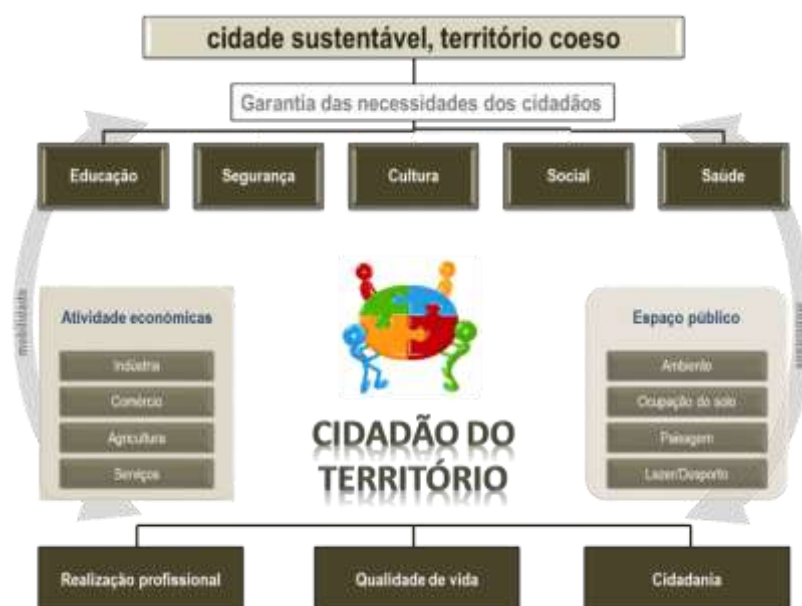 cidade sustentável, território coeso
Garantia das necessidades dos cidadãos
Educação
Segurança
Cultura
Social
Saúde
mobilidade
Atividade económicas
Indústria
Comércio
Agricultura
Serviços
CIDADÃO DO
TERRITÓRIO
Espaço público
Ambiente
Ocupação do solo
Paisagem
Lazer/Desporto
Realização profissional
Qualidade de vida
Cidadania